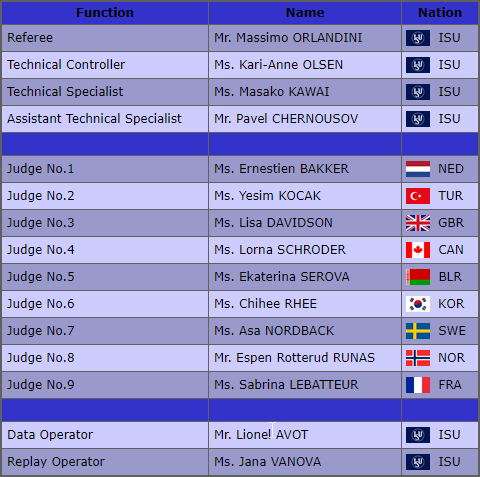 Function Name Nation
Referee Mr. Massimo ORLANDINI ISU
Technical Controller Ms. Kari-Anne OLSEN ISU
Technical Specialist Ms. Masako KAWAI ISU
Assistant Technical Specialist Mr. Pavel CHERNOUSOV ISU
Judge No.1 Ms. Ernestien BAKKER NED
Judge No.2 Ms. Yesim KOCAK TUR
Judge No.3 Ms. Lisa DAVIDSON GBR
Judge No.4 Ms. Lorna SCHRODER CAN
Judge No.5 Ms. Ekaterina SEROVA BLR
Judge No.6 Ms. Chihee RHEE KOR
Judge No.7 Ms. Asa NORDBACK SWE
Judge No.8 Mr. Espen Rotterud RUNAS NOR
Judge No.9 Ms. Sabrina LEBATTEUR FRA
Data Operator Mr. Lionel AVOT ISU
Replay Operator Ms. Jana VANOVA ISU